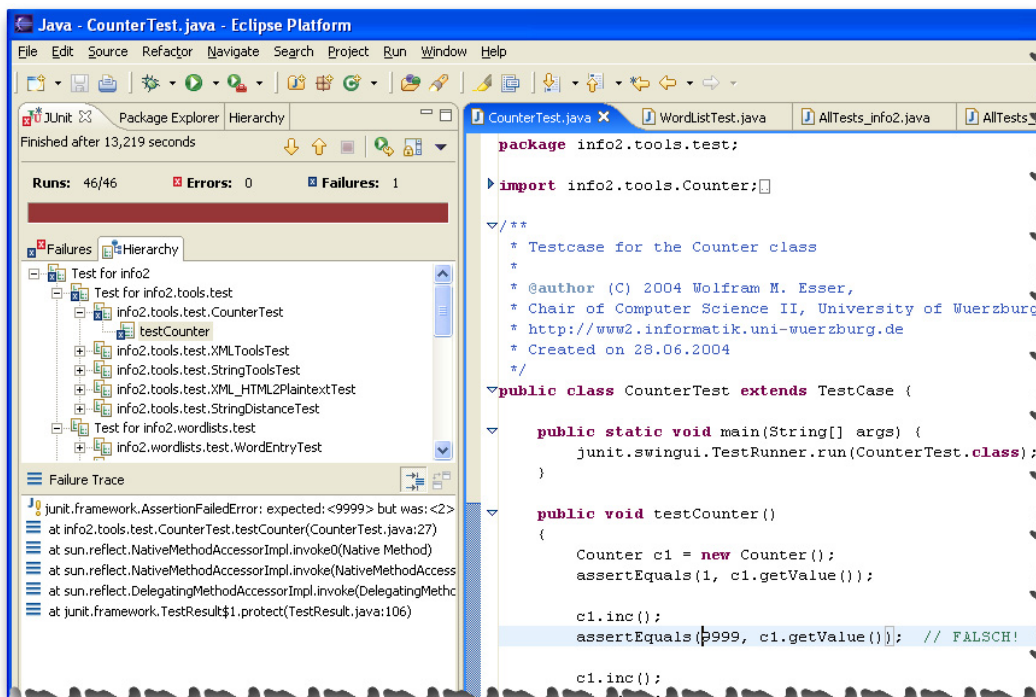 Java - CounterTest.java - Eclipse Platform
File Edit Source Refactor Navigate Search Project Run Window Help
JUnit Package Explorer Hierarchy
Finished after 13,219 seconds
Runs: 46/46 Errors: 0 Failures: 1
Failures Hierarchy
Test for info2
Test for info2.tools.test
info2.tools.test.CounterTest
testCounter
info2.tools.test.XMLToolsTest
info2.tools.test.StringToolsTest
info2.tools.test.XML_HTML2PlaintextTest
info2.tools.test.StringDistanceTest
Test for info2.wordlists.test
info2.wordlists.test.WordEntryTest
Failure Trace
junit.framework.AssertionFailedError: expected:<9999> but was:<2>
at info2.tools.test.CounterTest.testCounter(CounterTest.java:27)
at sun.reflect.NativeMethodAccessorImpl.invoke0(Native Method)
at sun.reflect.NativeMethodAccessorImpl.invoke(NativeMethodAccess
at sun.reflect.DelegatingMethodAccessorImpl.invoke(DelegatingMethc
at junit.framework.TestResult$1.protect(TestResult.java:106)
CounterTest.java WordListTest.java AllTests_info2.java AllTests_
package info2.tools.test;
import info2.tools.Counter;
/**
* Testcase for the Counter class
*
* @author (C) 2004 Wolfram M. Esser,
* Chair of Computer Science II, University of Wuerzburg
* http://www2.informatik.uni-wuerzburg.de
* Created on 28.06.2004
*/
public class CounterTest extends TestCase {
public static void main(String[] args) {
junit.swingui.TestRunner.run(CounterTest.class);
}
public void testCounter()
{
Counter c1 = new Counter();
assertEquals(1, c1.getValue());
c1.inc();
assertEquals(9999, c1.getValue()); // FALSCH!
c1.inc();